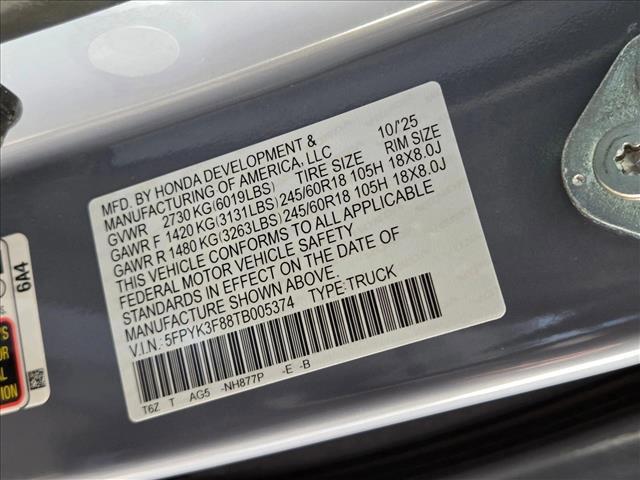 MFD. BY HONDA DEVELOPMENT &
MANUFACTURING OF AMERICA, LLC 10/'25
GVWR 2730 KG (6019LBS) TIRE SIZE RIM SIZE
GAWR F 1420 KG (3131LBS) 245/60R18 105H 18X8.0J
GAWR R 1480 KG (3263LBS) 245/60R18 105H 18X8.0J
THIS VEHICLE CONFORMS TO ALL APPLICABLE
FEDERAL MOTOR VEHICLE SAFETY
STANDARDS IN EFFECT ON THE DATE OF
MANUFACTURE SHOWN ABOVE.
V.I.N.: 5FPYK3F88TB005374 TYPE:TRUCK
T6Z T AG5 -NH877P -E -B
6A4